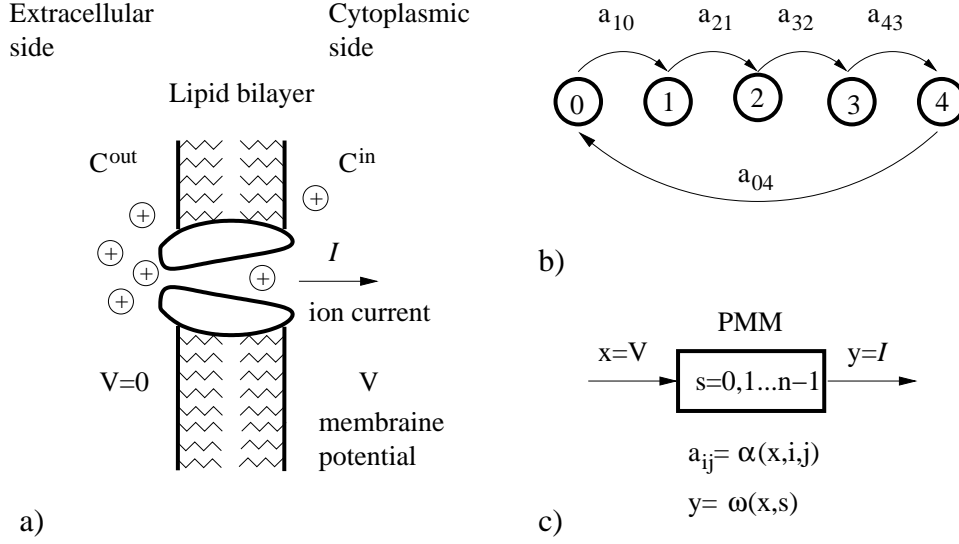 Extracellular
side
Cytoplasmic
side
Lipid bilayer
C^out
C^in
+
+
+
+
+
+
I
ion current
V=0
V
membraine
potential
a)
a_10
a_21
a_32
a_43
0
1
2
3
4
a_04
b)
PMM
x=V
s=0,1...n−1
y=I
a_ij= α(x,i,j)
y= ω(x,s)
c)